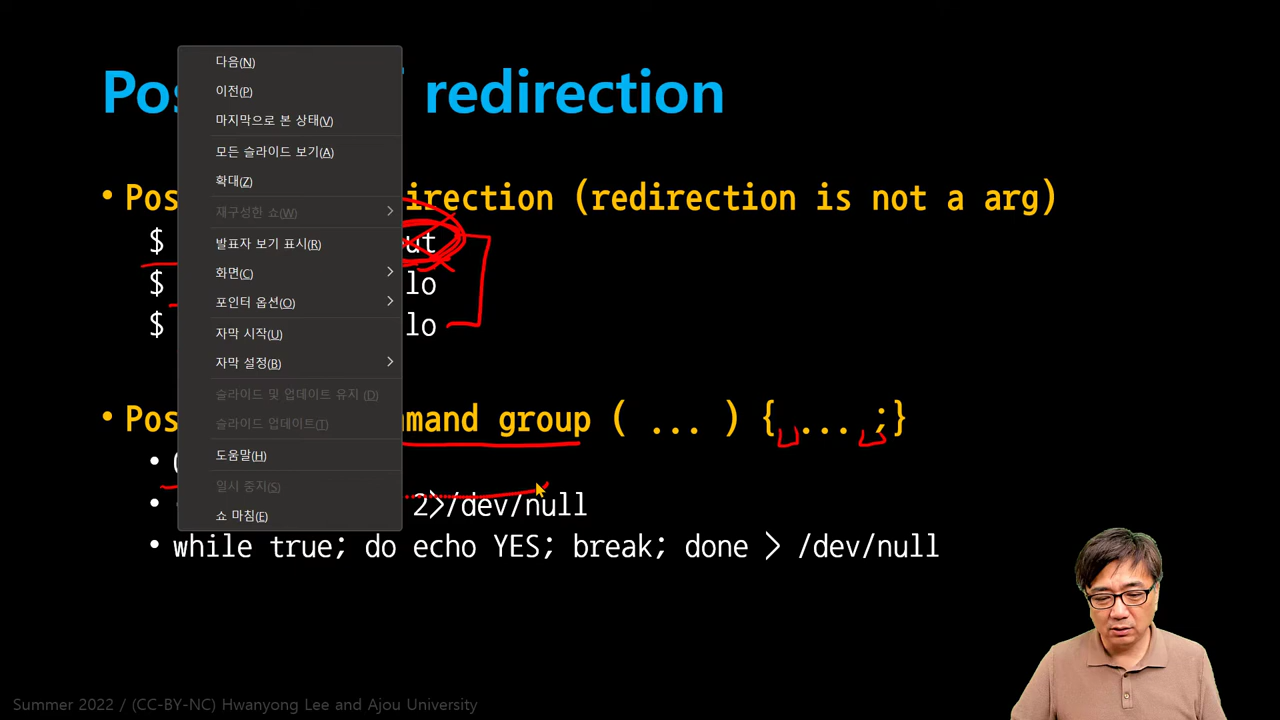 Pos redirection
• Pos irection (redirection is not a arg)
$ ut
$ lo
$ lo
• Pos mand group ( ... ) { ... ;}
•
• 2>/dev/null
• while true; do echo YES; break; done > /dev/null
다음(N)
이전(P)
마지막으로 본 상태(V)
모든 슬라이드 보기(A)
확대(Z)
재구성한 쇼(W)
발표자 보기 표시(R)
화면(C)
포인터 옵션(O)
자막 시작(U)
자막 설정(B)
슬라이드 및 업데이트 유지 (D)
슬라이드 업데이트(T)
도움말(H)
일시 중지(S)
쇼 마침(E)
Summer 2022 / (CC-BY-NC) Hwanyong Lee and Ajou University